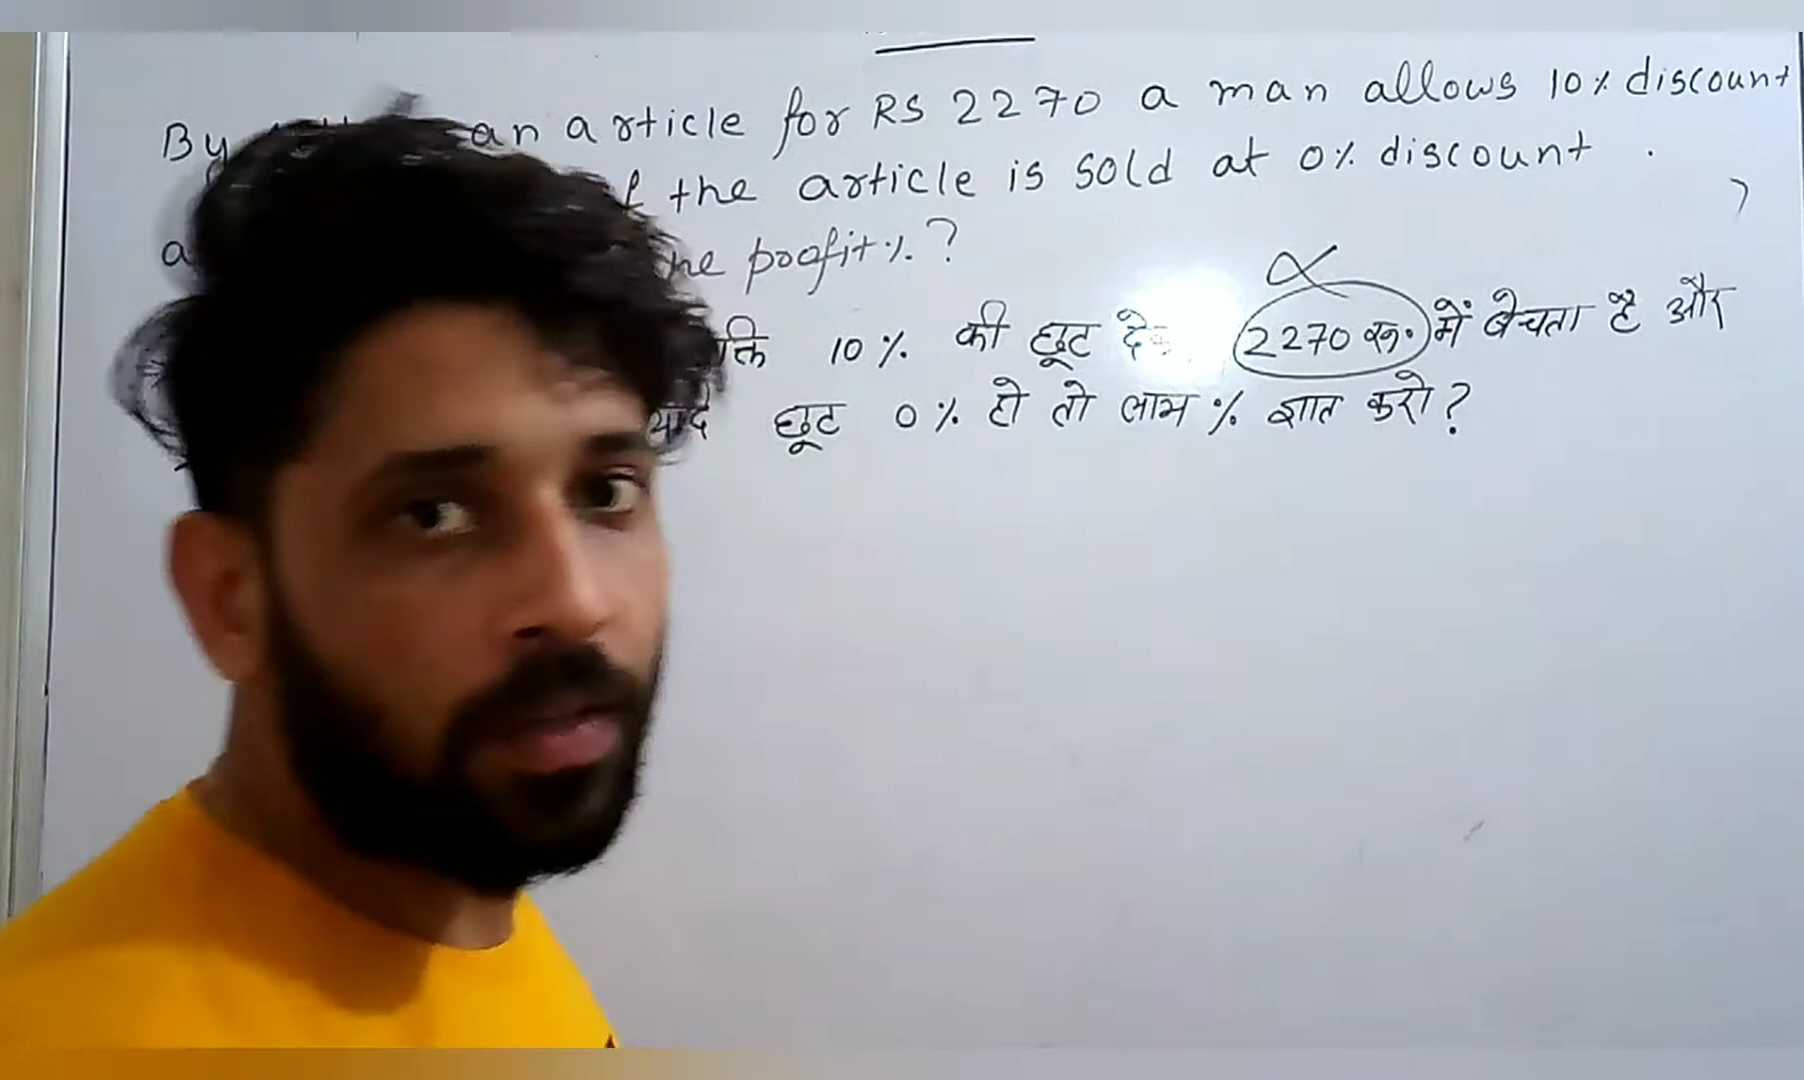 By an article for RS 2270 a man allows 10% discount
the article is sold at 0% discount .
the profit %. ?
10 %. की छूट 2270 रु. में बेचता है और
छूट 0 %. हो तो लाभ % ज्ञात करो ?